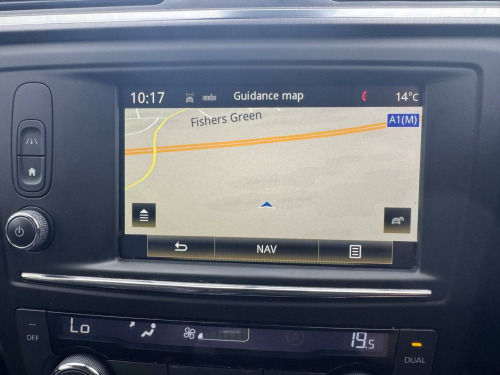 10:17 Guidance map 14°C
Fishers Green
A1(M)
NAV
Lo 19.5
OFF
DUAL